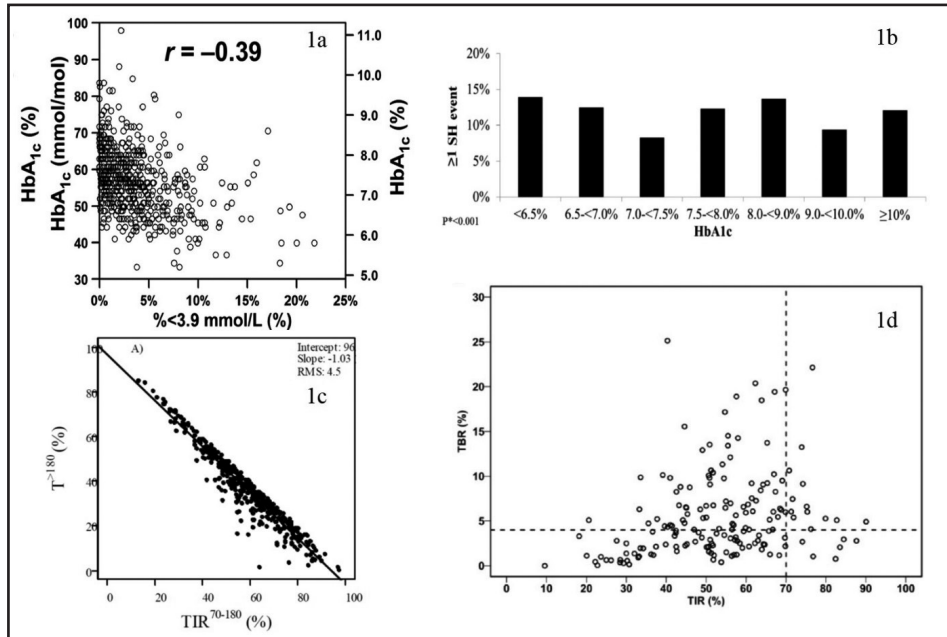 1a
r = –0.39
HbA1c (%)
HbA1c (mmol/mol)
100
90
80
70
60
50
40
30
11.0
10.0
9.0
8.0
7.0
6.0
5.0
HbA1c (%)
0% 5% 10% 15% 20% 25%
%<3.9 mmol/L (%)
1b
≥1 SH event
20%
15%
10%
5%
0%
<6.5% 6.5-<7.0% 7.0-<7.5% 7.5-<8.0% 8.0-<9.0% 9.0-<10.0% ≥10%
P*<0.001
HbA1c
A)
Intercept: 96
Slope: -1.03
RMS: 4.5
1c
T>180 (%)
100
80
60
40
20
0
0 20 40 60 80 100
TIR70-180 (%)
1d
TBR (%)
30
25
20
15
10
5
0
0 10 20 30 40 50 60 70 80 90 100
TIR (%)